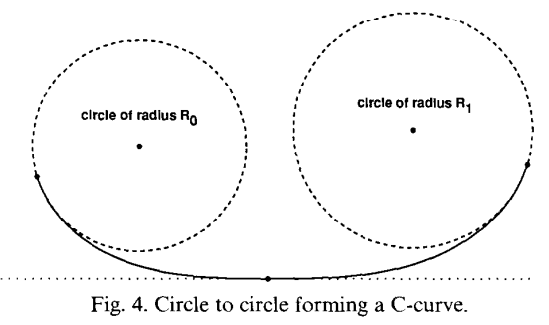 circle of radius R1
circle of radius R0
Fig. 4. Circle to circle forming a C-curve.